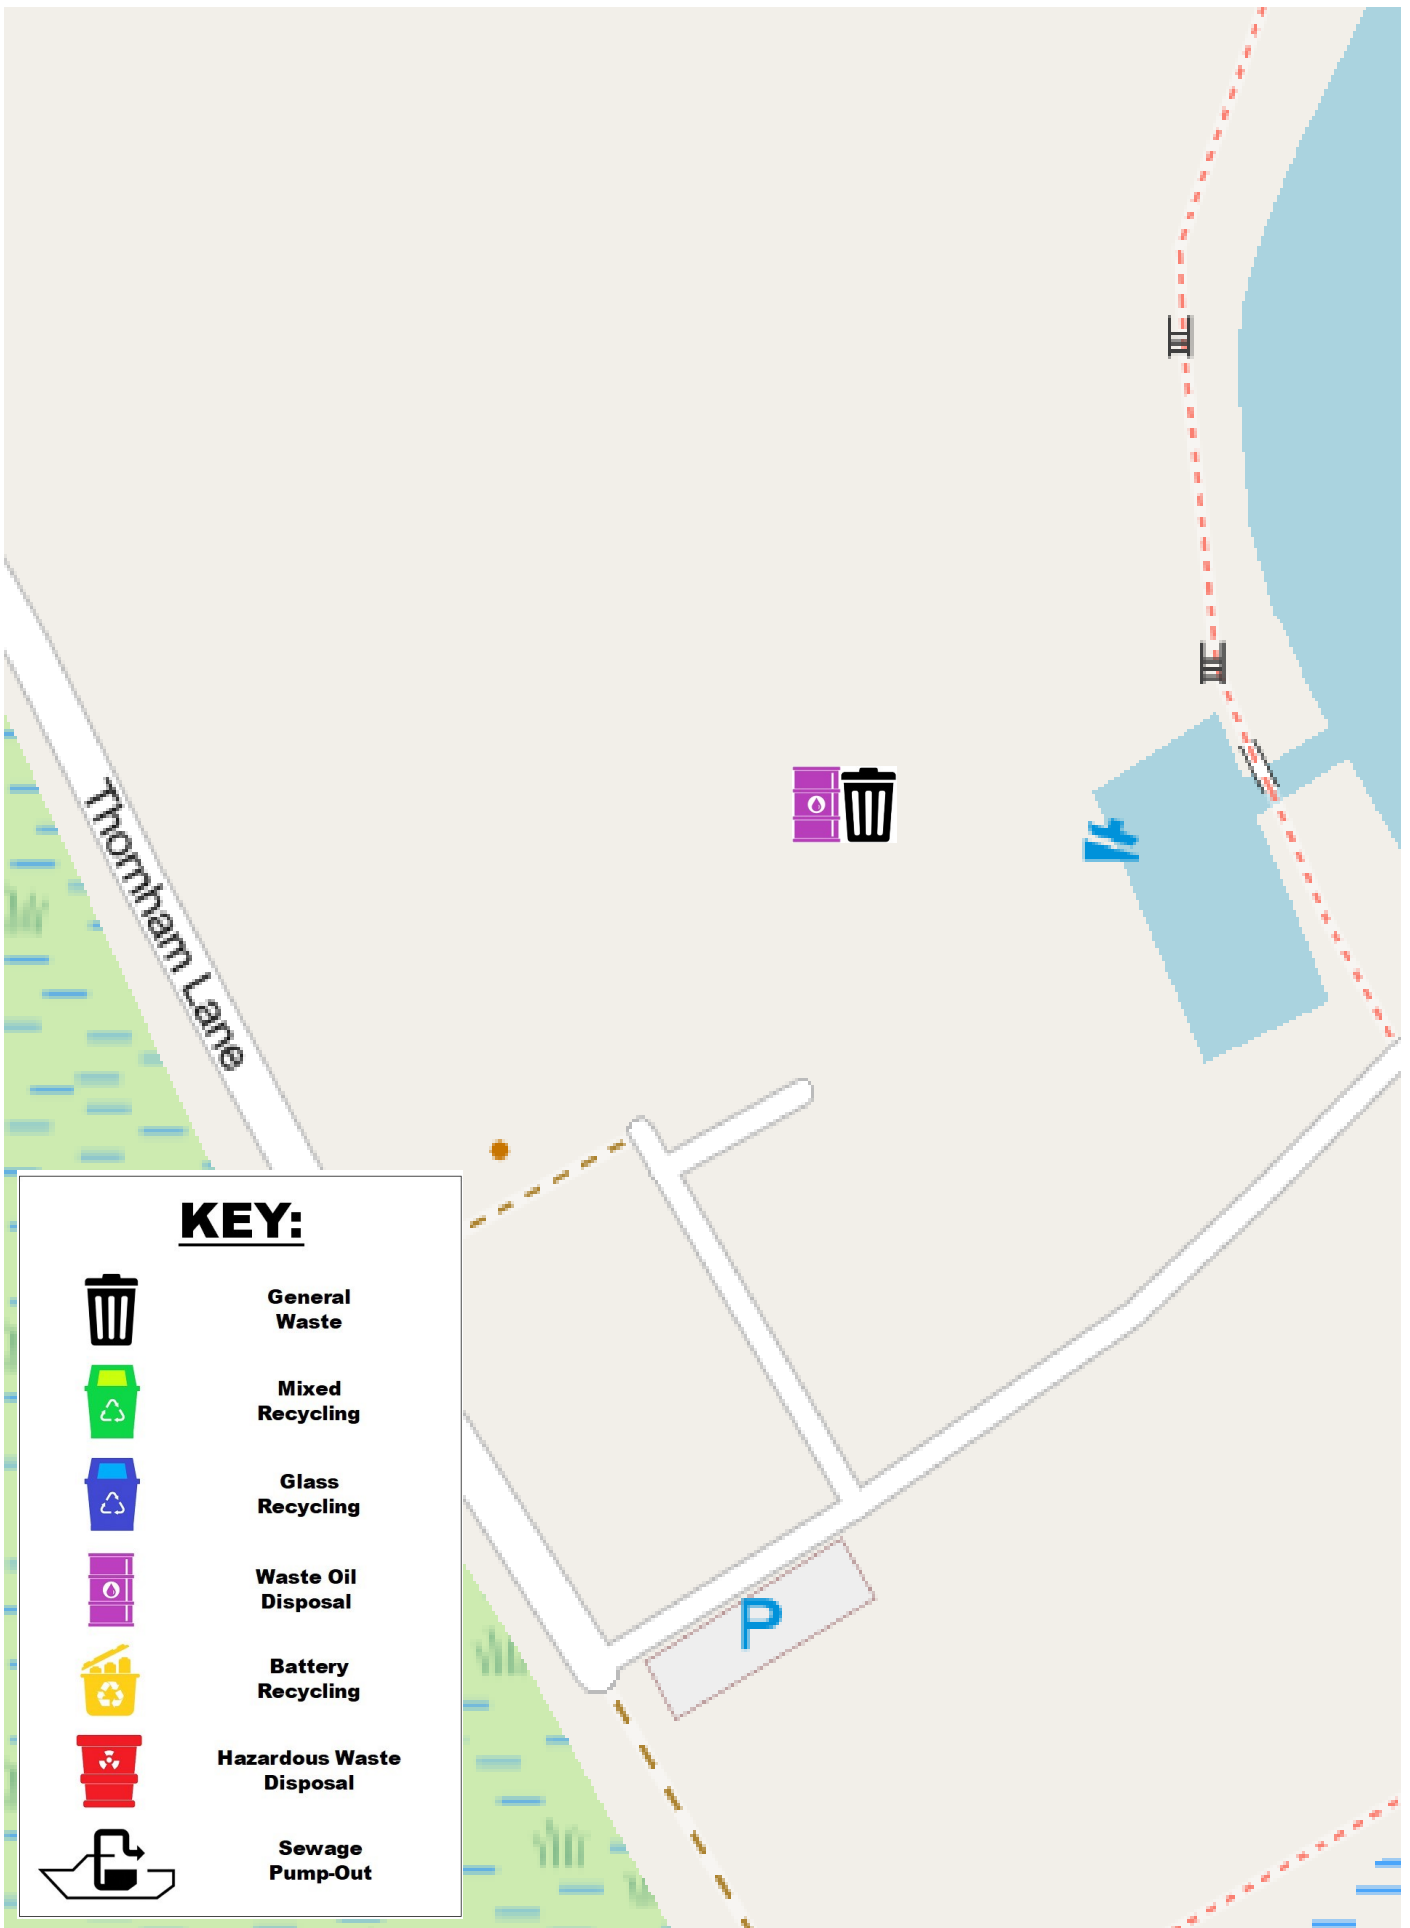 Thornham Lane
KEY:
General
Waste
Mixed
Recycling
Glass
Recycling
Waste Oil
Disposal
Battery
Recycling
Hazardous Waste
Disposal
Sewage
Pump-Out
P